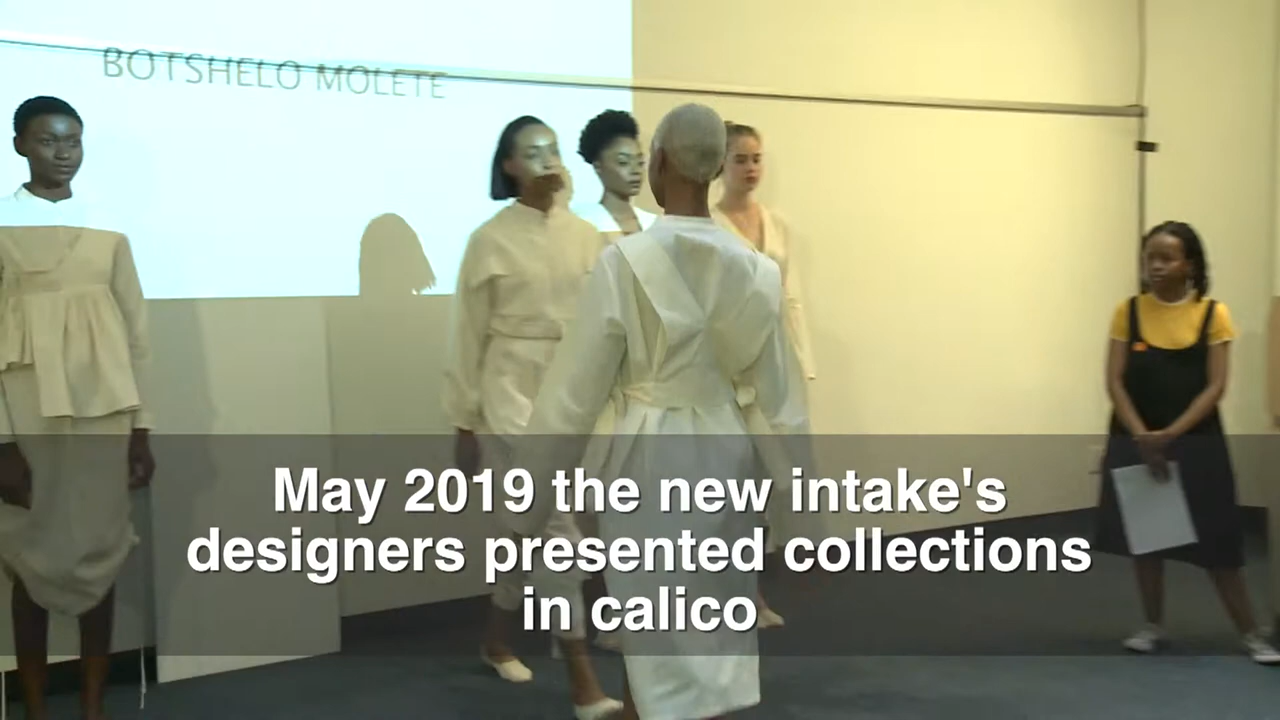 BOTSHELO MOLETE
May 2019 the new intake's
designers presented collections
in calico